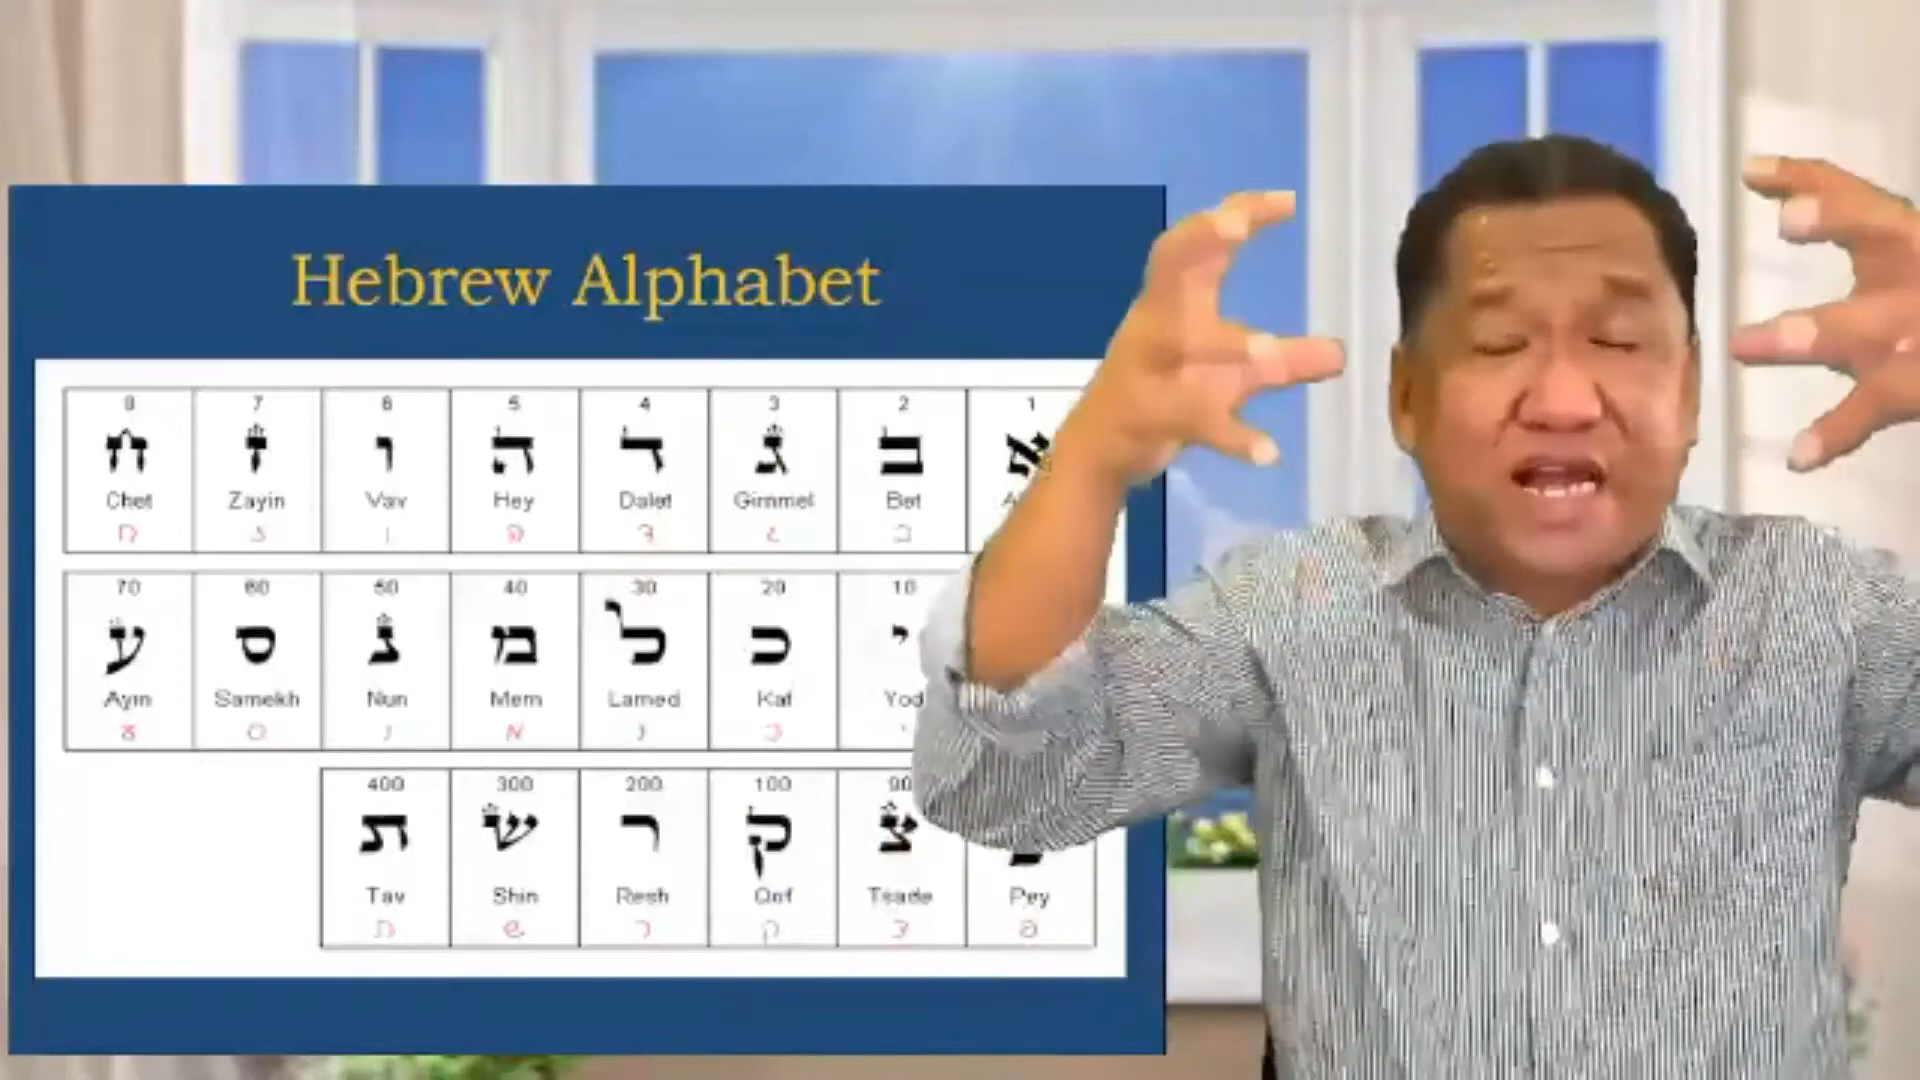 Hebrew Alphabet
8 7 6 5 4 3 2 1
ח ז ו ה ד ג ב א
Chet Zayin Vav Hey Dalet Gimmel Bet
70 60 50 40 30 20 10
ע ס נ מ ל כ י
Ayin Samekh Nun Mem Lamed Kaf Yod
400 300 200 100 90
ת ש ר ק צ
Tav Shin Resh Qof Tsade Pey
ת ש ר ק צ פ